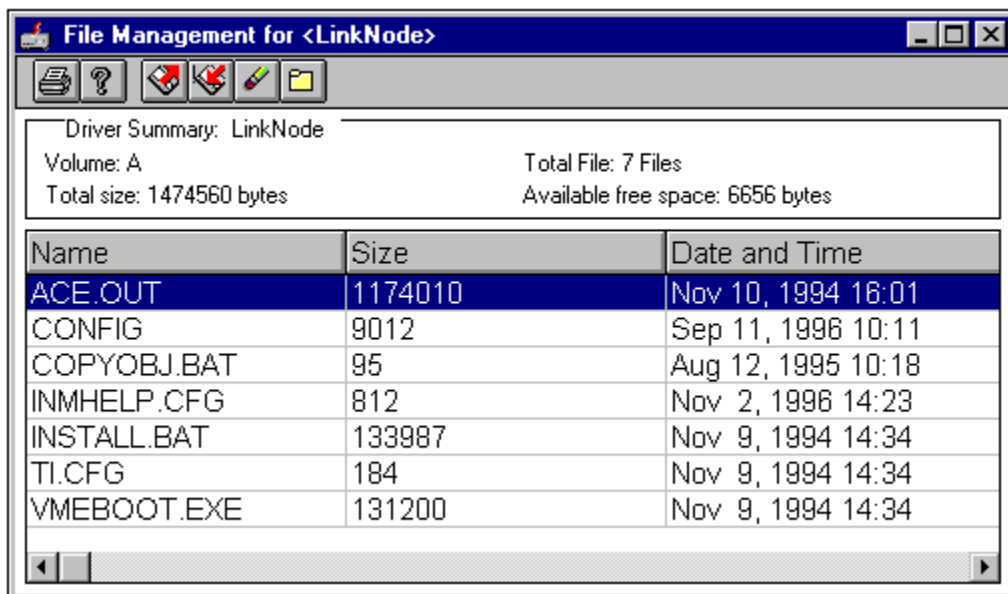 File Management for <LinkNode>
Driver Summary: LinkNode
Volume: A Total File: 7 Files
Total size: 1474560 bytes Available free space: 6656 bytes
Name Size Date and Time
ACE.OUT 1174010 Nov 10, 1994 16:01
CONFIG 9012 Sep 11, 1996 10:11
COPYOBJ.BAT 95 Aug 12, 1995 10:18
INMHELP.CFG 812 Nov 2, 1996 14:23
INSTALL.BAT 133987 Nov 9, 1994 14:34
TI.CFG 184 Nov 9, 1994 14:34
VMEBOOT.EXE 131200 Nov 9, 1994 14:34